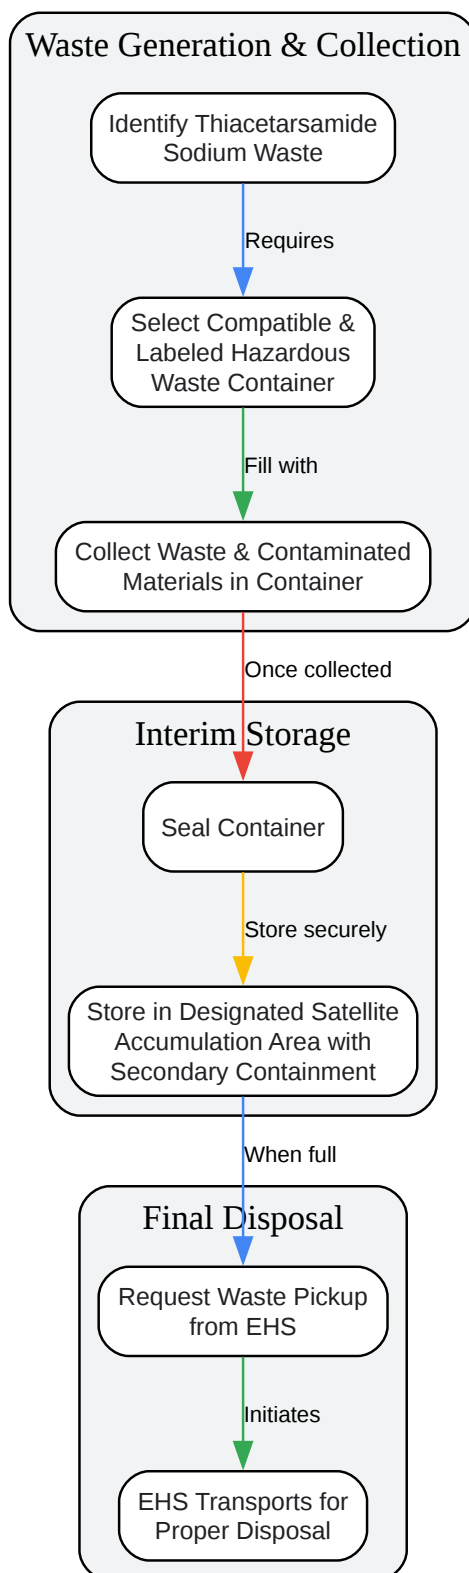 Waste Generation & Collection
Identify Thiacetarsamide
Sodium Waste
Requires
Select Compatible &
Labeled Hazardous
Waste Container
Fill with
Collect Waste & Contaminated
Materials in Container
Once collected
Interim Storage
Seal Container
Store securely
Store in Designated Satellite
Accumulation Area with
Secondary Containment
When full
Final Disposal
Request Waste Pickup
from EHS
Initiates
EHS Transports for
Proper Disposal